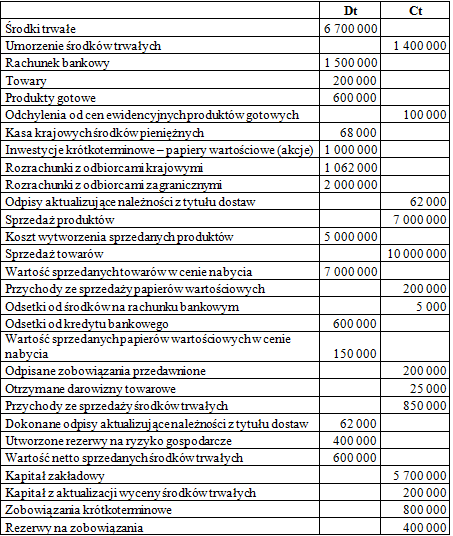 Dt Ct
Środki trwałe 6 700 000
Umorzenie środków trwałych 1 400 000
Rachunek bankowy 1 500 000
Towary 200 000
Produkty gotowe 600 000
Odchylenia od cen ewidencyjnych produktów gotowych 100 000
Kasa krajowych środków pieniężnych 68 000
Inwestycje krótkoterminowe – papiery wartościowe (akcje) 1 000 000
Rozrachunki z odbiorcami krajowymi 1 062 000
Rozrachunki z odbiorcami zagranicznymi 2 000 000
Odpisy aktualizujące należności z tytułu dostaw 62 000
Sprzedaż produktów 7 000 000
Koszt wytworzenia sprzedanych produktów 5 000 000
Sprzedaż towarów 10 000 000
Wartość sprzedanych towarów w cenie nabycia 7 000 000
Przychody ze sprzedaży papierów wartościowych 200 000
Odsetki od środków na rachunku bankowym 5 000
Odsetki od kredytu bankowego 600 000
Wartość sprzedanych papierów wartościowych w cenie
nabycia 150 000
Odpisane zobowiązania przedawnione 200 000
Otrzymane darowizny towarowe 25 000
Przychody ze sprzedaży środków trwałych 850 000
Dokonane odpisy aktualizujące należności z tytułu dostaw 62 000
Utworzone rezerwy na ryzyko gospodarcze 400 000
Wartość netto sprzedanych środków trwałych 600 000
Kapitał zakładowy 5 700 000
Kapitał z aktualizacji wyceny środków trwałych 200 000
Zobowiązania krótkoterminowe 800 000
Rezerwy na zobowiązania 400 000